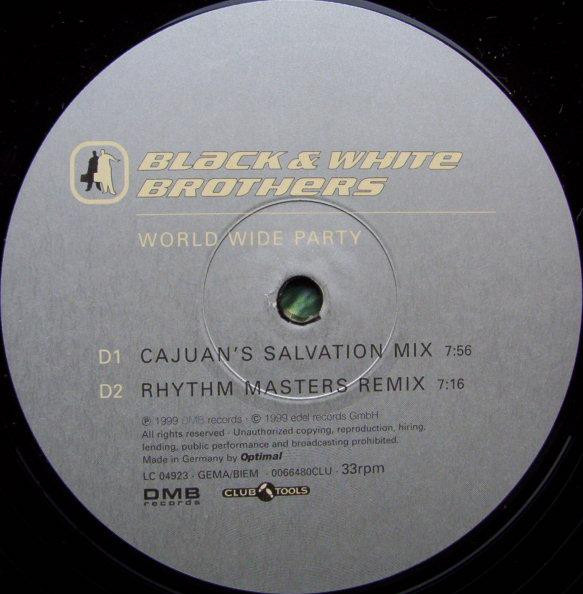 BLACK & WHITE
BROTHERS
WORLD WIDE PARTY
D1 CAJUAN'S SALVATION MIX 7:56
D2 RHYTHM MASTERS REMIX 7:16
℗ 1999 DMB records · © 1999 edel records GmbH
All rights reserved · Unauthorized copying, reproduction, hiring,
lending, public performance and broadcasting prohibited.
Made in Germany by Optimal
LC 04923 · GEMA/BIEM · 0066480CLU · 33rpm
DMB
records
CLUB TOOLS